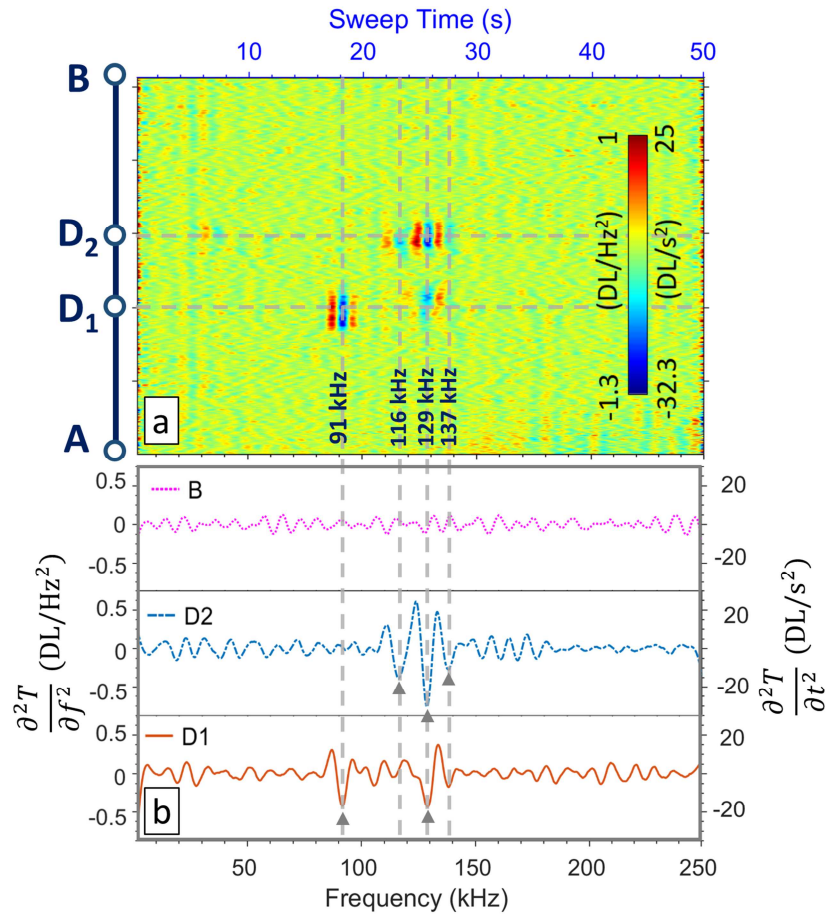 Sweep Time (s)
10 20 30 40 50
B
D2
D1
A
1 25
(DL/Hz²)
(DL/s²)
-1.3 -32.3
91 kHz 116 kHz 129 kHz 137 kHz
a
0.5 B 20
0
-0.5 -20
0.5 D2 20
0
-0.5 -20
0.5 D1 20
0
-0.5 -20
∂²T/∂f² (DL/Hz²)
∂²T/∂t² (DL/s²)
b
50 100 150 200 250
Frequency (kHz)